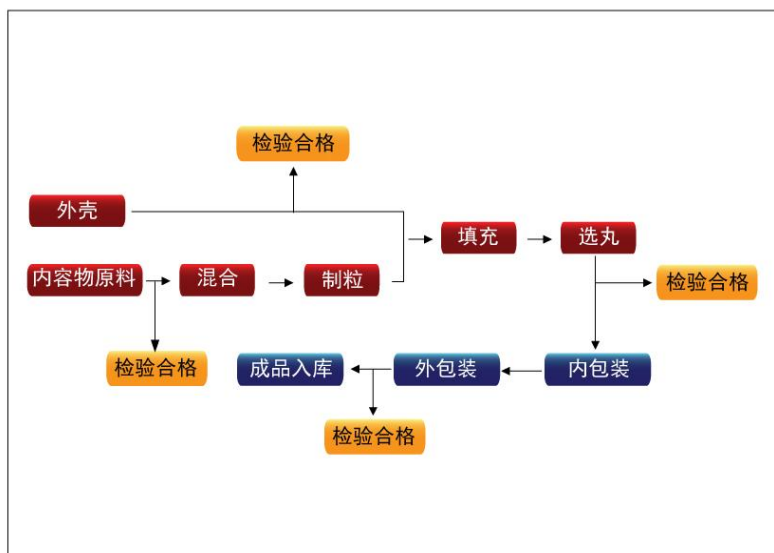 检验合格
外壳
填充
选丸
内容物原料
混合
制粒
检验合格
检验合格
成品入库
外包装
内包装
检验合格